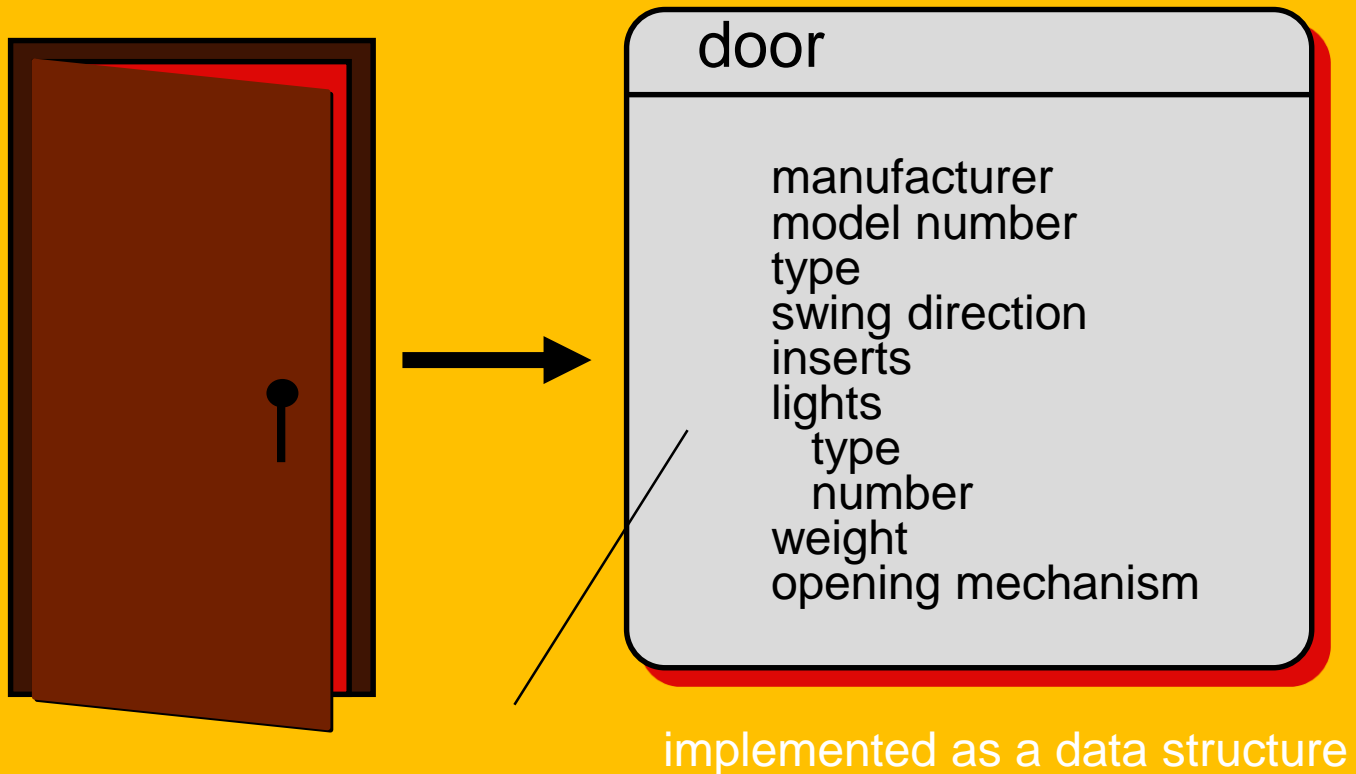 door
manufacturer
model number
type
swing direction
inserts
lights
type
number
weight
opening mechanism
implemented as a data structure